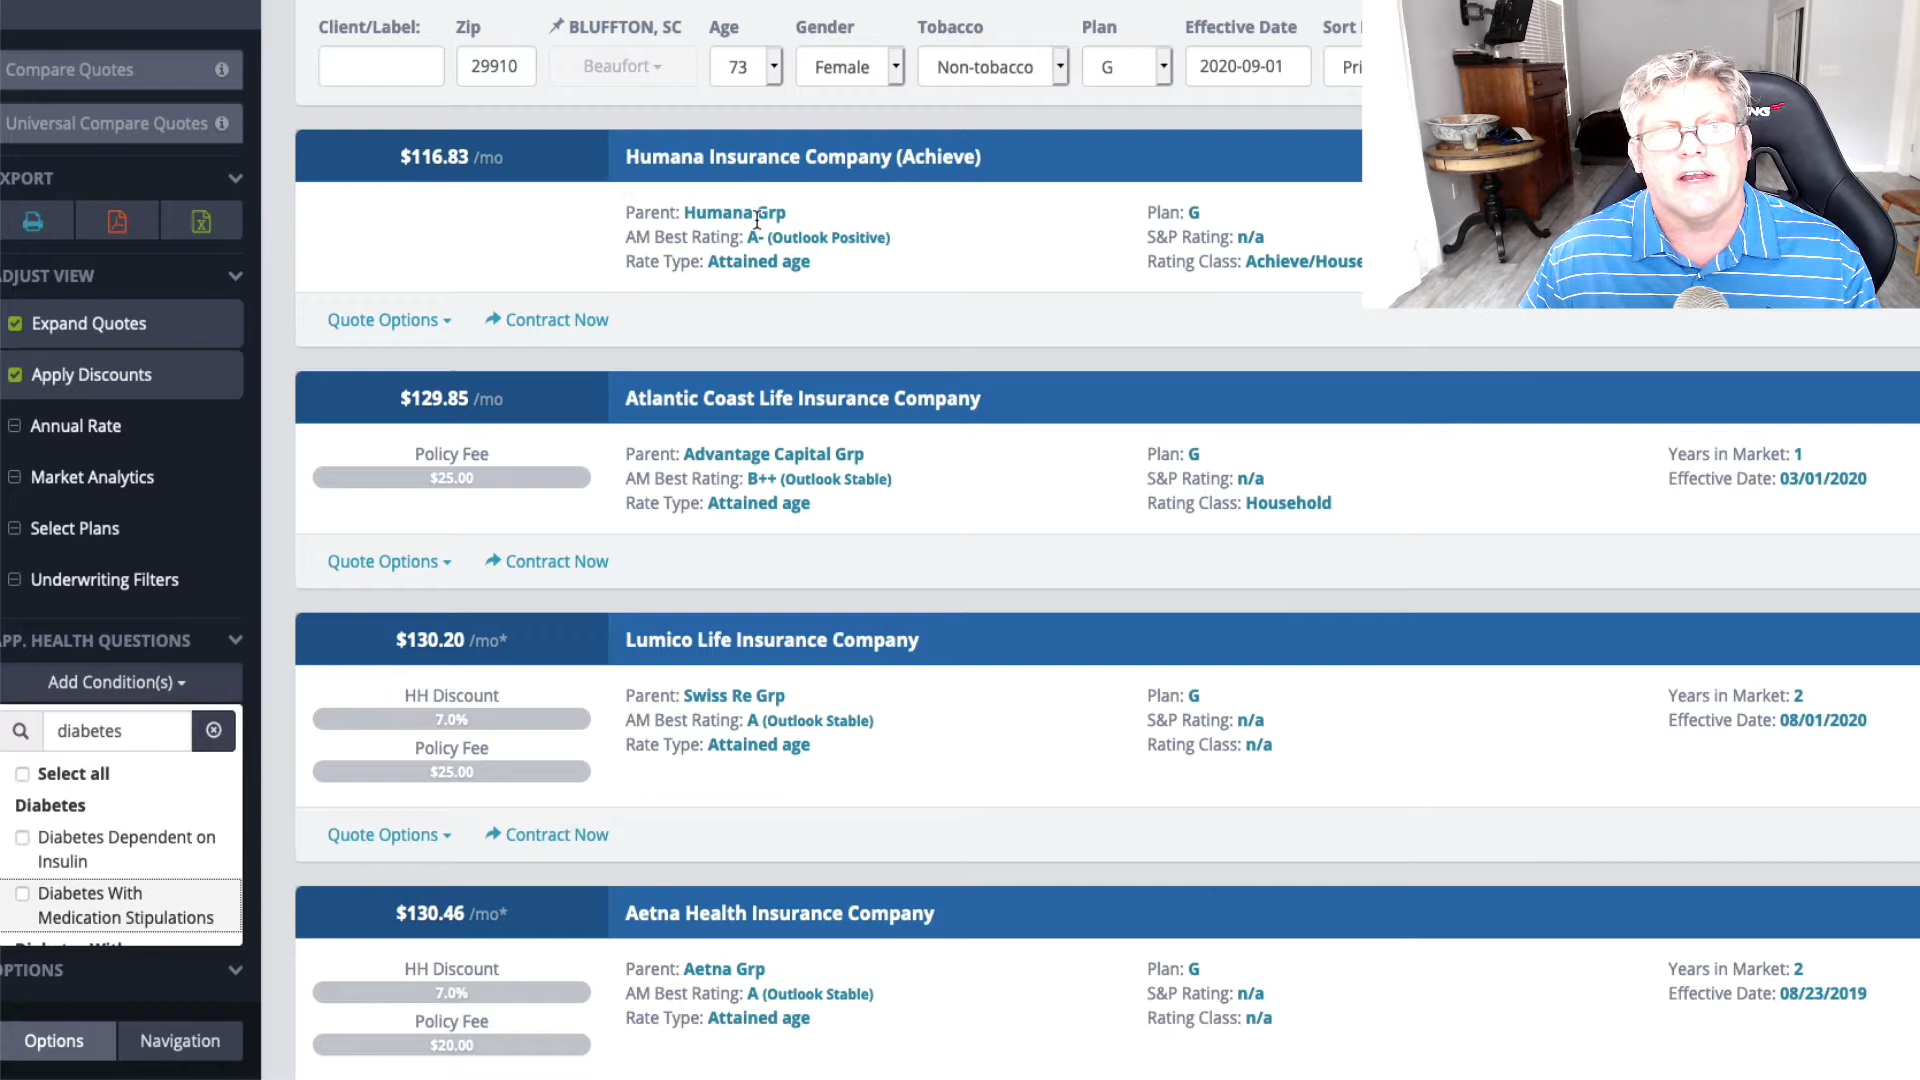 Client/Label: Zip BLUFFTON, SC Age Gender Tobacco Plan Effective Date Sort
29910 Beaufort 73 Female Non-tobacco G 2020-09-01 Pri
Compare Quotes
Universal Compare Quotes
XPORT
ADJUST VIEW
Expand Quotes
Apply Discounts
Annual Rate
Market Analytics
Select Plans
Underwriting Filters
APP. HEALTH QUESTIONS
Add Condition(s)
diabetes
Select all
Diabetes
Diabetes Dependent on
Insulin
Diabetes With
Medication Stipulations
OPTIONS
Options Navigation
$116.83 /mo Humana Insurance Company (Achieve)
Parent: Humana Grp Plan: G
AM Best Rating: A- (Outlook Positive) S&P Rating: n/a
Rate Type: Attained age Rating Class: Achieve/House
Quote Options Contract Now
$129.85 /mo Atlantic Coast Life Insurance Company
Policy Fee Parent: Advantage Capital Grp Plan: G Years in Market: 1
$25.00 AM Best Rating: B++ (Outlook Stable) S&P Rating: n/a Effective Date: 03/01/2020
Rate Type: Attained age Rating Class: Household
Quote Options Contract Now
$130.20 /mo* Lumico Life Insurance Company
HH Discount Parent: Swiss Re Grp Plan: G Years in Market: 2
7.0% AM Best Rating: A (Outlook Stable) S&P Rating: n/a Effective Date: 08/01/2020
Policy Fee Rate Type: Attained age Rating Class: n/a
$25.00
Quote Options Contract Now
$130.46 /mo* Aetna Health Insurance Company
HH Discount Parent: Aetna Grp Plan: G Years in Market: 2
7.0% AM Best Rating: A (Outlook Stable) S&P Rating: n/a Effective Date: 08/23/2019
Policy Fee Rate Type: Attained age Rating Class: n/a
$20.00